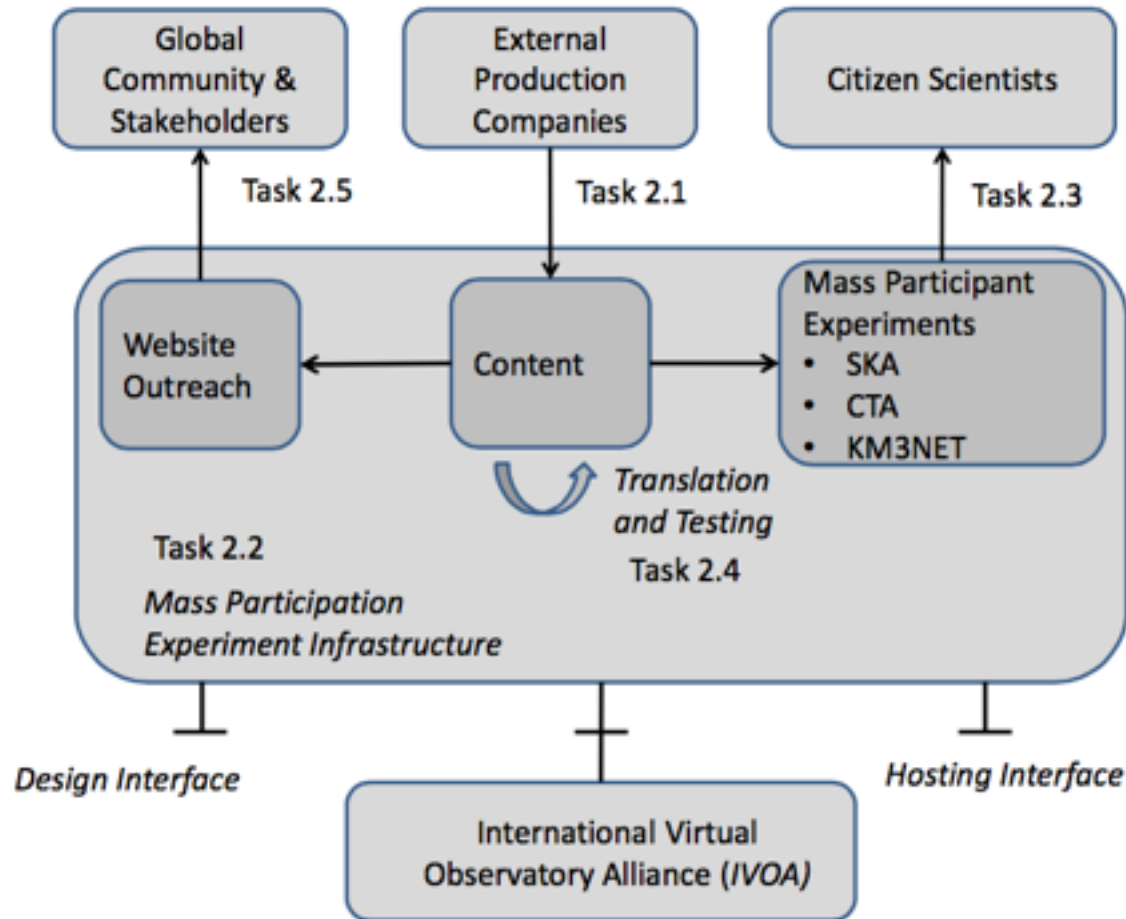 Global
Community &
Stakeholders
External
Production
Companies
Citizen Scientists
Task 2.5
Task 2.1
Task 2.3
Website
Outreach
Content
Mass Participant
Experiments
• SKA
• CTA
• KM3NET
Translation
and Testing
Task 2.4
Task 2.2
Mass Participation
Experiment Infrastructure
Design Interface
Hosting Interface
International Virtual
Observatory Alliance (IVOA)